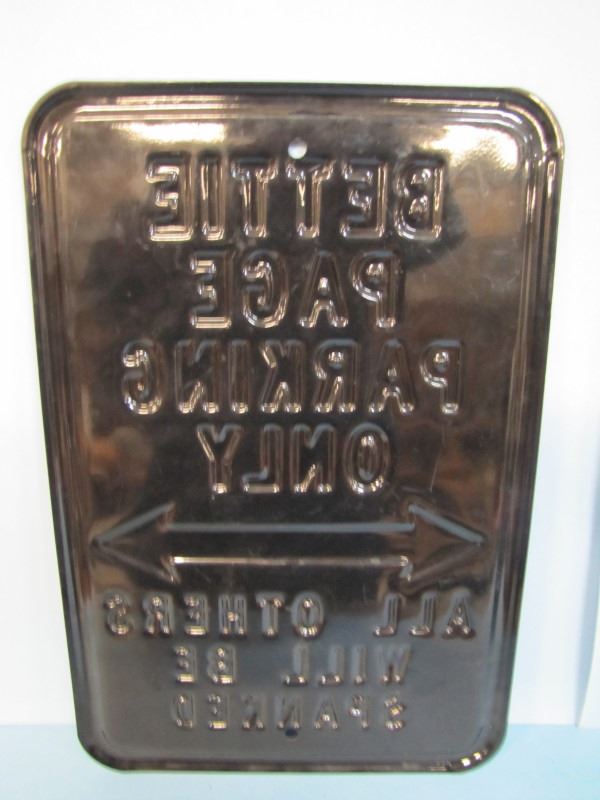 BETTIE
PAGE
PARKING
ONLY
ALL OTHERS
WILL BE
SPANKED